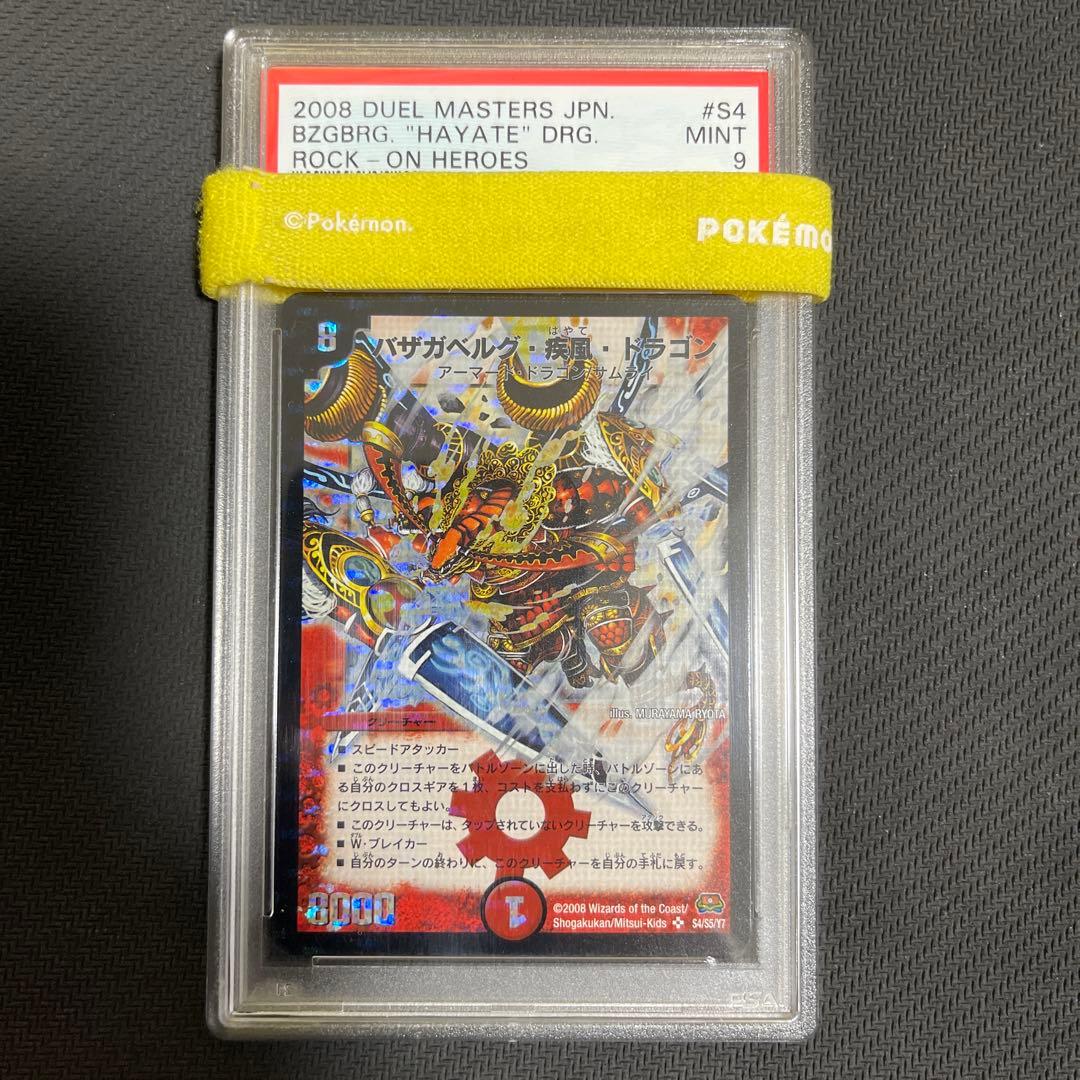 2008 DUEL MASTERS JPN. #S4
BZGBRG. "HAYATE" DRG. MINT
ROCK-ON HEROES 9
©Pokémon. POKÉMO
8
はやて
バザガベルグ・疾風・ドラゴン
アーマード・ドラゴン/サムライ
illus. MURAYAMA RYOTA
クリーチャー
■ スピードアタッカー
■ このクリーチャーをバトルゾーンに出した時、バトルゾーンにあ
る自分のクロスギアを1枚、コストを支払わずにこのクリーチャー
にクロスしてもよい。
■ このクリーチャーは、タップされていないクリーチャーを攻撃できる。
■ W・ブレイカー
■ 自分のターンの終わりに、このクリーチャーを自分の手札に戻す。
8000
1
©2008 Wizards of the Coast/
Shogakukan/Mitsui-Kids S4/S5/Y7
PSA